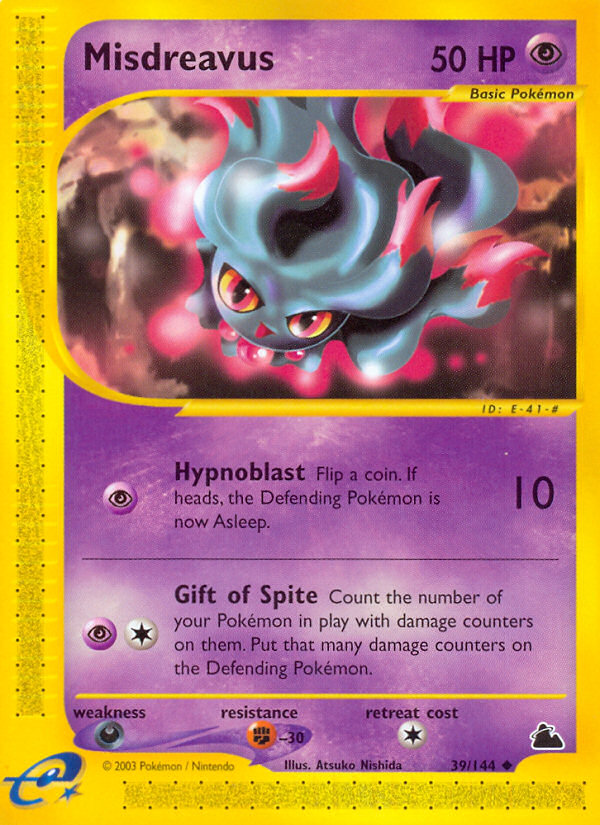 Misdreavus 50 HP
Basic Pokémon
ID: E-41-#
Hypnoblast Flip a coin. If
heads, the Defending Pokémon is
now Asleep.
10
Gift of Spite Count the number of
your Pokémon in play with damage counters
on them. Put that many damage counters on
the Defending Pokémon.
weakness resistance retreat cost
–30
© 2003 Pokémon / Nintendo Illus. Atsuko Nishida 39/144
e